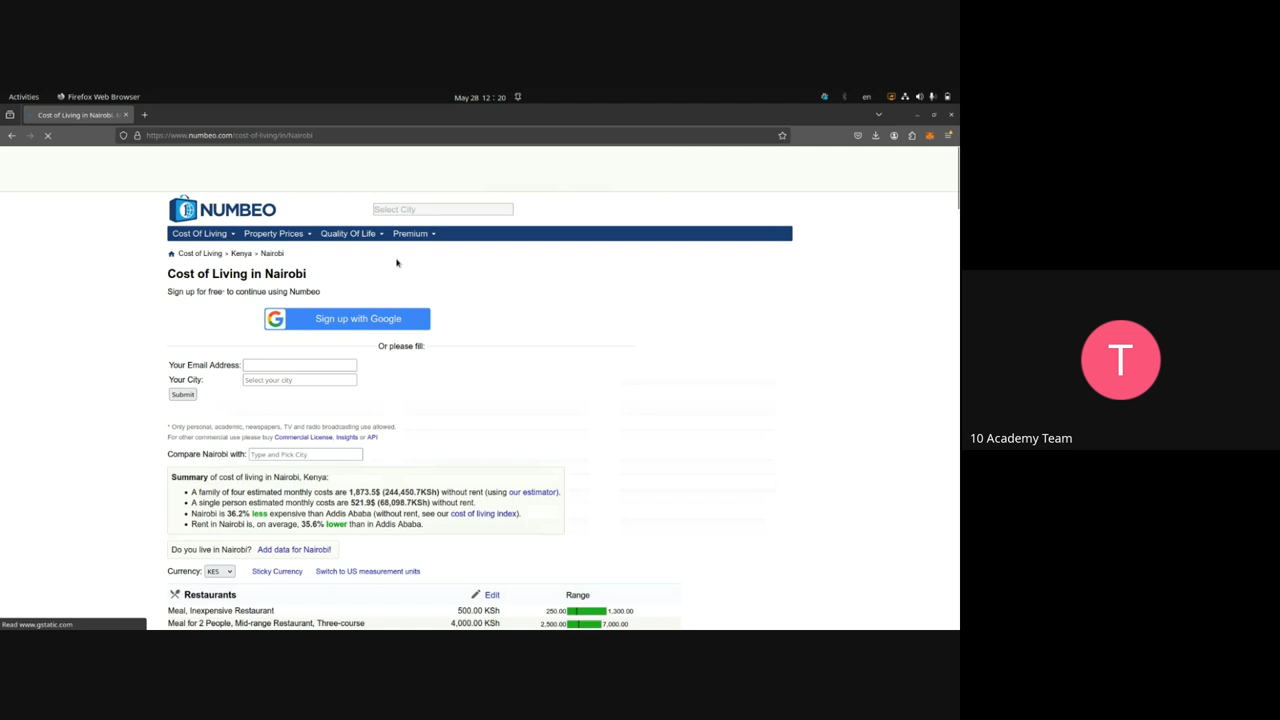 Activities Firefox Web Browser May 28 12 : 20 en
Cost of Living in Nairobi,
https://www.numbeo.com/cost-of-living/in/Nairobi
NUMBEO Select City
Cost Of Living Property Prices Quality Of Life Premium
Cost of Living > Kenya > Nairobi
Cost of Living in Nairobi
Sign up for free* to continue using Numbeo
Sign up with Google
Or please fill:
Your Email Address:
Your City: Select your city
Submit
* Only personal, academic, newspapers, TV and radio broadcasting use allowed.
For other commercial use please buy Commercial License, Insights or API
Compare Nairobi with: Type and Pick City
Summary of cost of living in Nairobi, Kenya:
• A family of four estimated monthly costs are 1,873.5$ (244,450.7KSh) without rent (using our estimator).
• A single person estimated monthly costs are 521.9$ (68,098.7KSh) without rent.
• Nairobi is 36.2% less expensive than Addis Ababa (without rent, see our cost of living index).
• Rent in Nairobi is, on average, 35.6% lower than in Addis Ababa.
Do you live in Nairobi? Add data for Nairobi!
Currency: KES Sticky Currency Switch to US measurement units
Restaurants Edit Range
Meal, Inexpensive Restaurant 500.00 KSh 250.00 1,300.00
Meal for 2 People, Mid-range Restaurant, Three-course 4,000.00 KSh 2,500.00 7,000.00
Read www.gstatic.com
T
10 Academy Team